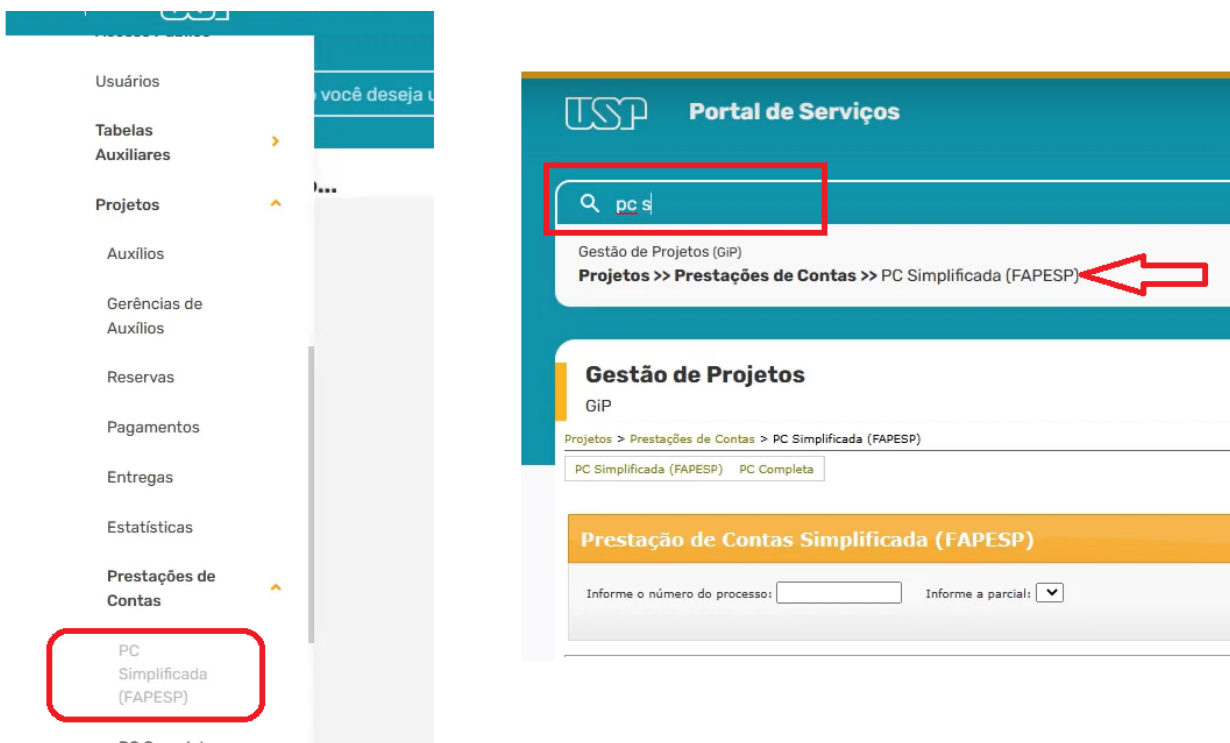 Usuários
Tabelas
Auxiliares
Projetos
Auxílios
Gerências de
Auxílios
Reservas
Pagamentos
Entregas
Estatísticas
Prestações de
Contas
PC
Simplificada
(FAPESP)
você deseja
o...
USP
Portal de Serviços
pc s
Gestão de Projetos (GiP)
Projetos >> Prestações de Contas >> PC Simplificada (FAPESP)
Gestão de Projetos
GiP
Projetos > Prestações de Contas > PC Simplificada (FAPESP)
PC Simplificada (FAPESP) PC Completa
Prestação de Contas Simplificada (FAPESP)
Informe o número do processo: Informe a parcial: